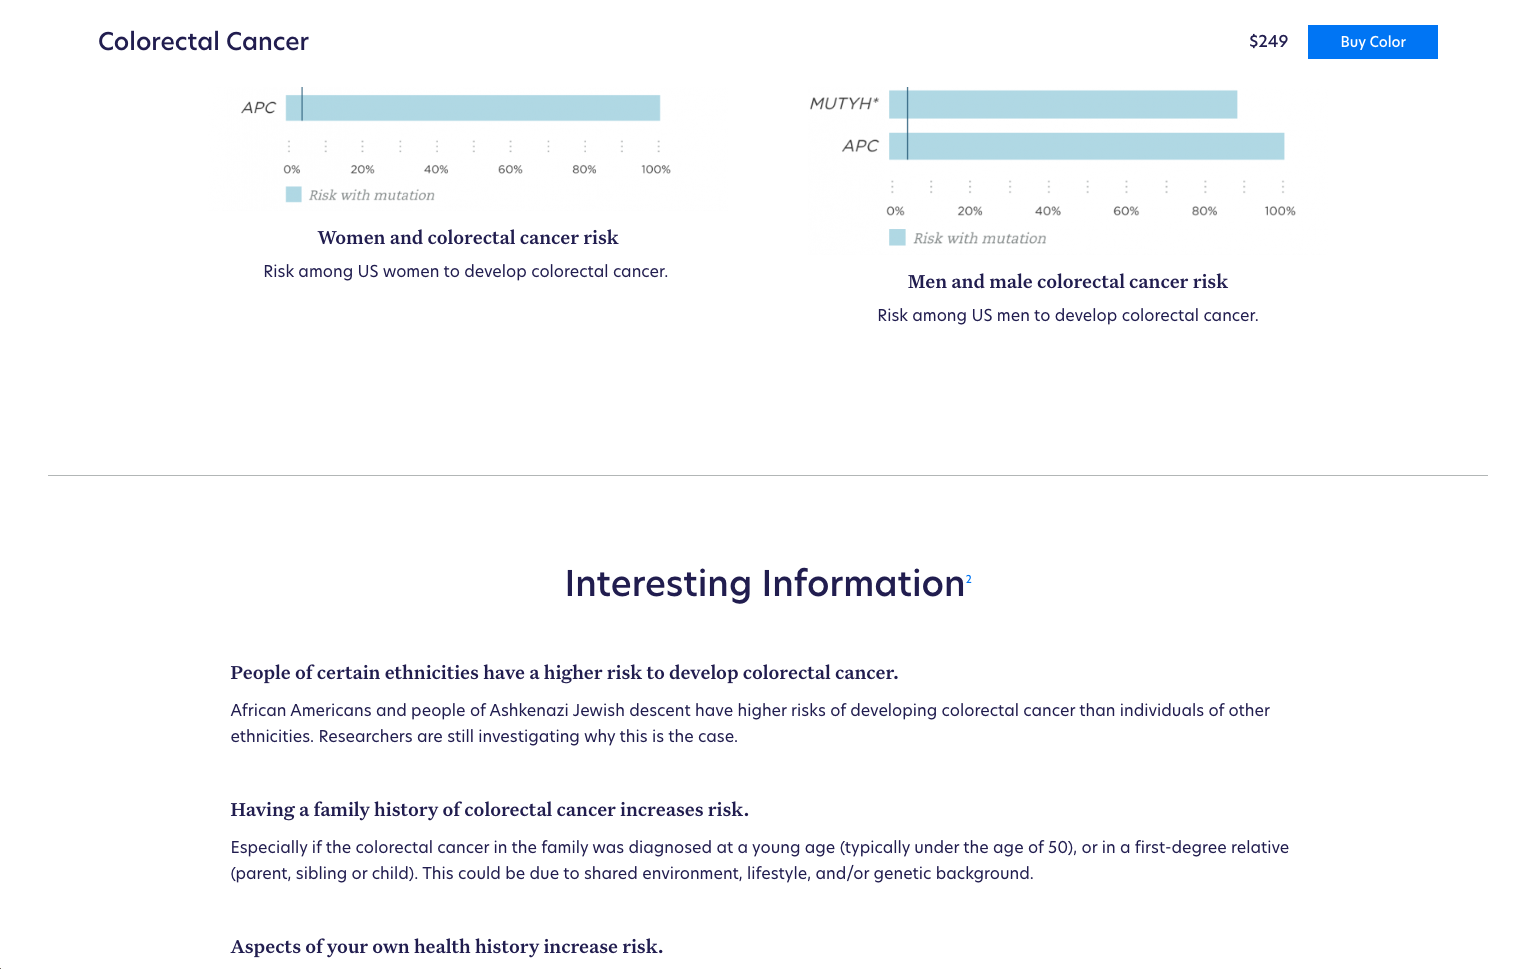 Colorectal Cancer
$249
Buy Color
APC
0% 20% 40% 60% 80% 100%
Risk with mutation
Women and colorectal cancer risk
Risk among US women to develop colorectal cancer.
MUTYH*
APC
0% 20% 40% 60% 80% 100%
Risk with mutation
Men and male colorectal cancer risk
Risk among US men to develop colorectal cancer.
Interesting Information2
People of certain ethnicities have a higher risk to develop colorectal cancer.
African Americans and people of Ashkenazi Jewish descent have higher risks of developing colorectal cancer than individuals of other
ethnicities. Researchers are still investigating why this is the case.
Having a family history of colorectal cancer increases risk.
Especially if the colorectal cancer in the family was diagnosed at a young age (typically under the age of 50), or in a first-degree relative
(parent, sibling or child). This could be due to shared environment, lifestyle, and/or genetic background.
Aspects of your own health history increase risk.